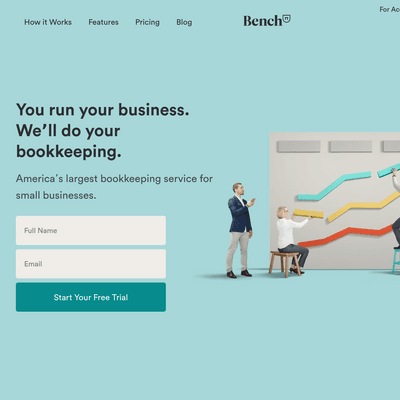 For Ac
How it Works Features Pricing Blog Bench
You run your business.
We'll do your
bookkeeping.
America's largest bookkeeping service for
small businesses.
Full Name
Email
Start Your Free Trial